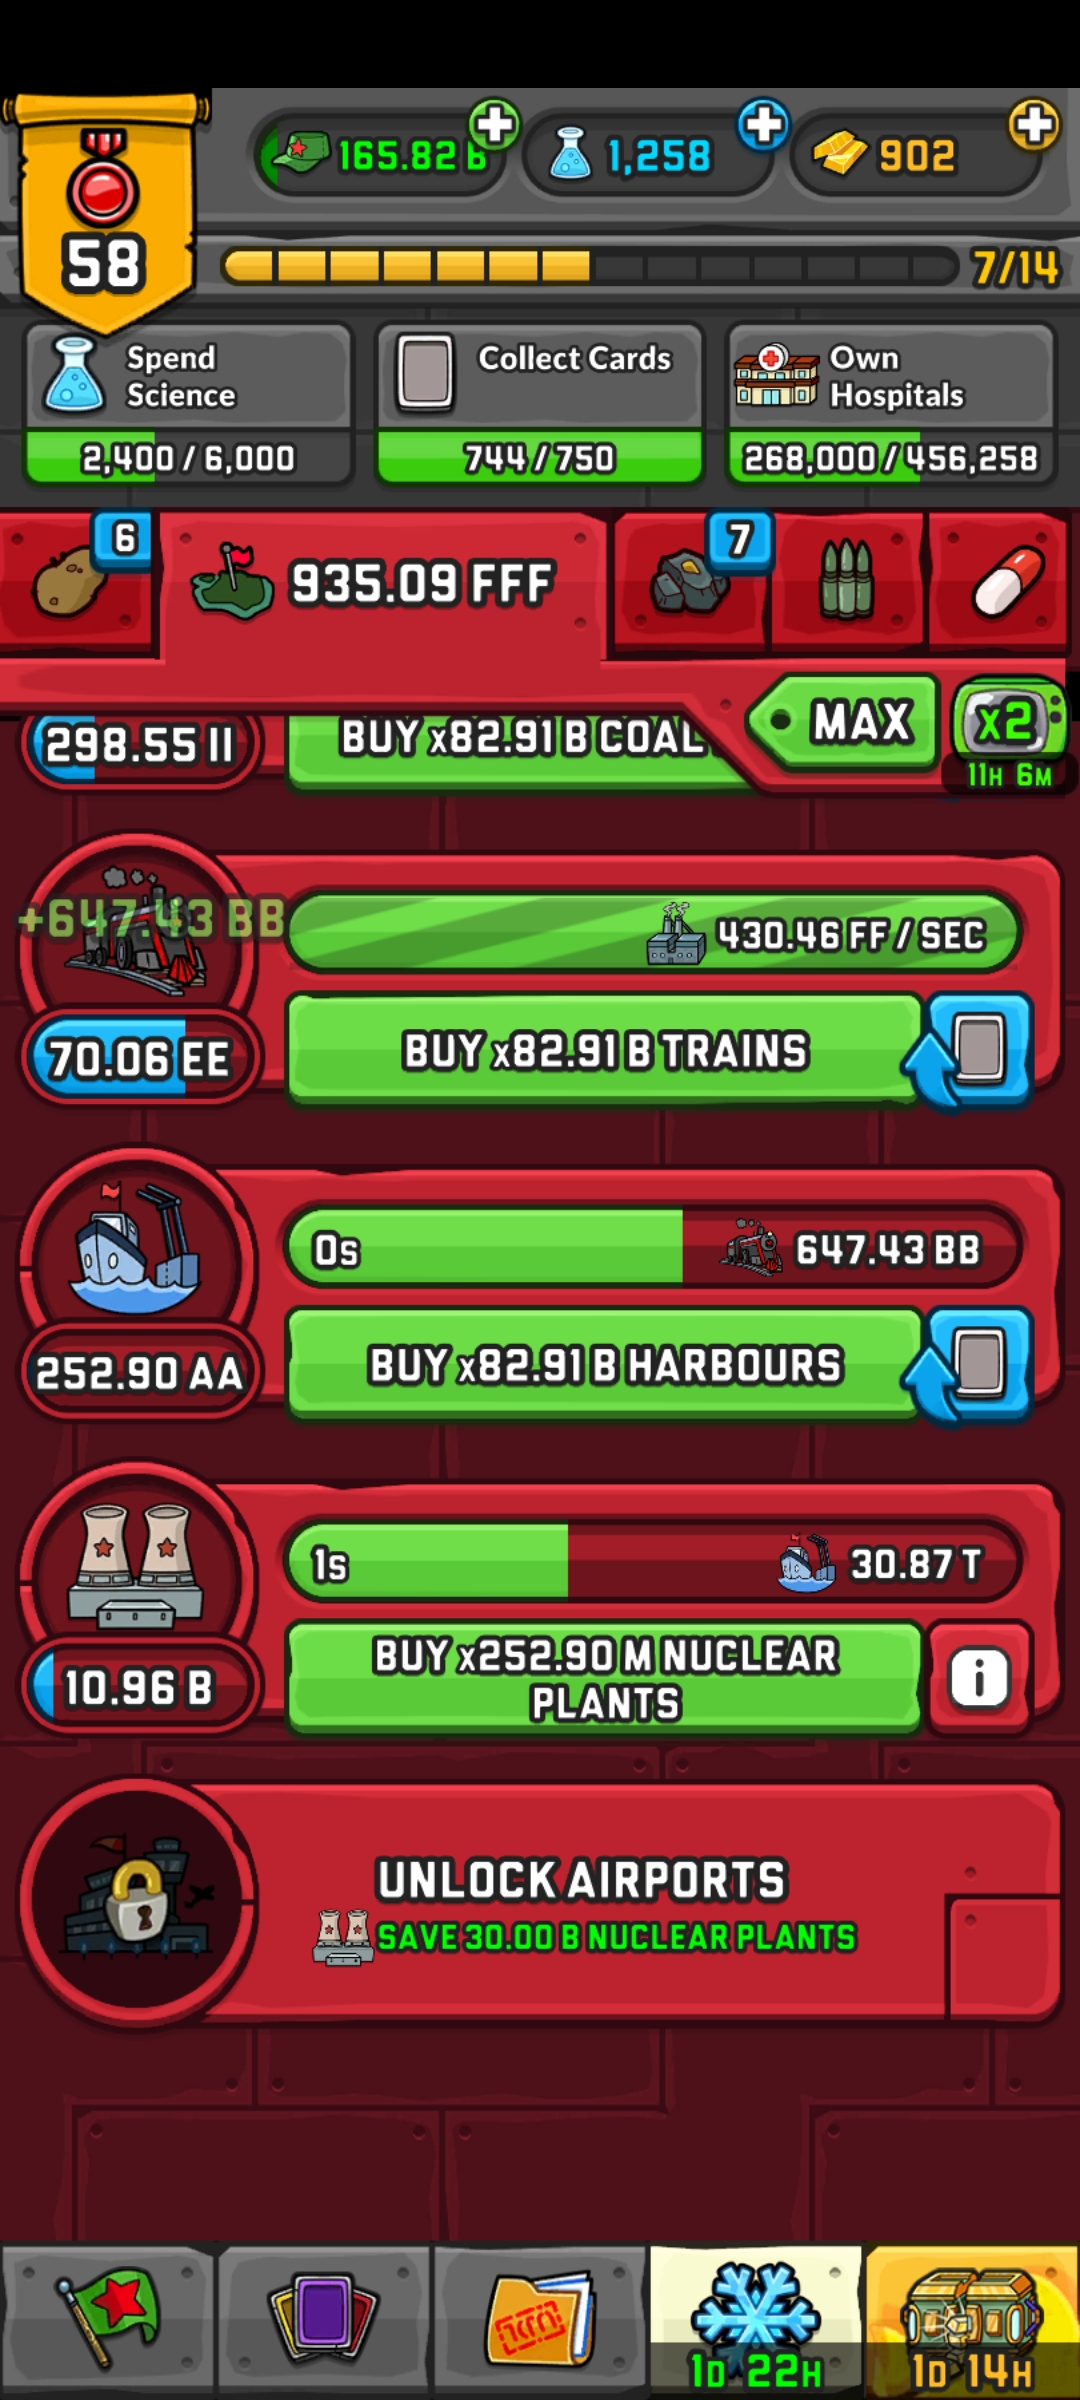 58
165.82 B
1,258
902
7/14
Spend
Science
2,400 / 6,000
Collect Cards
744 / 750
Own
Hospitals
268,000 / 456,258
6
935.09 FFF
7
MAX
x2
11H 6M
298.55 II
BUY x82.91 B COAL
+647.43 BB
430.46 FF / SEC
70.06 EE
BUY x82.91 B TRAINS
0s
647.43 BB
252.90 AA
BUY x82.91 B HARBOURS
1s
30.87 T
10.96 B
BUY x252.90 M NUCLEAR
PLANTS
i
UNLOCK AIRPORTS
SAVE 30.00 B NUCLEAR PLANTS
1D 22H
1D 14H